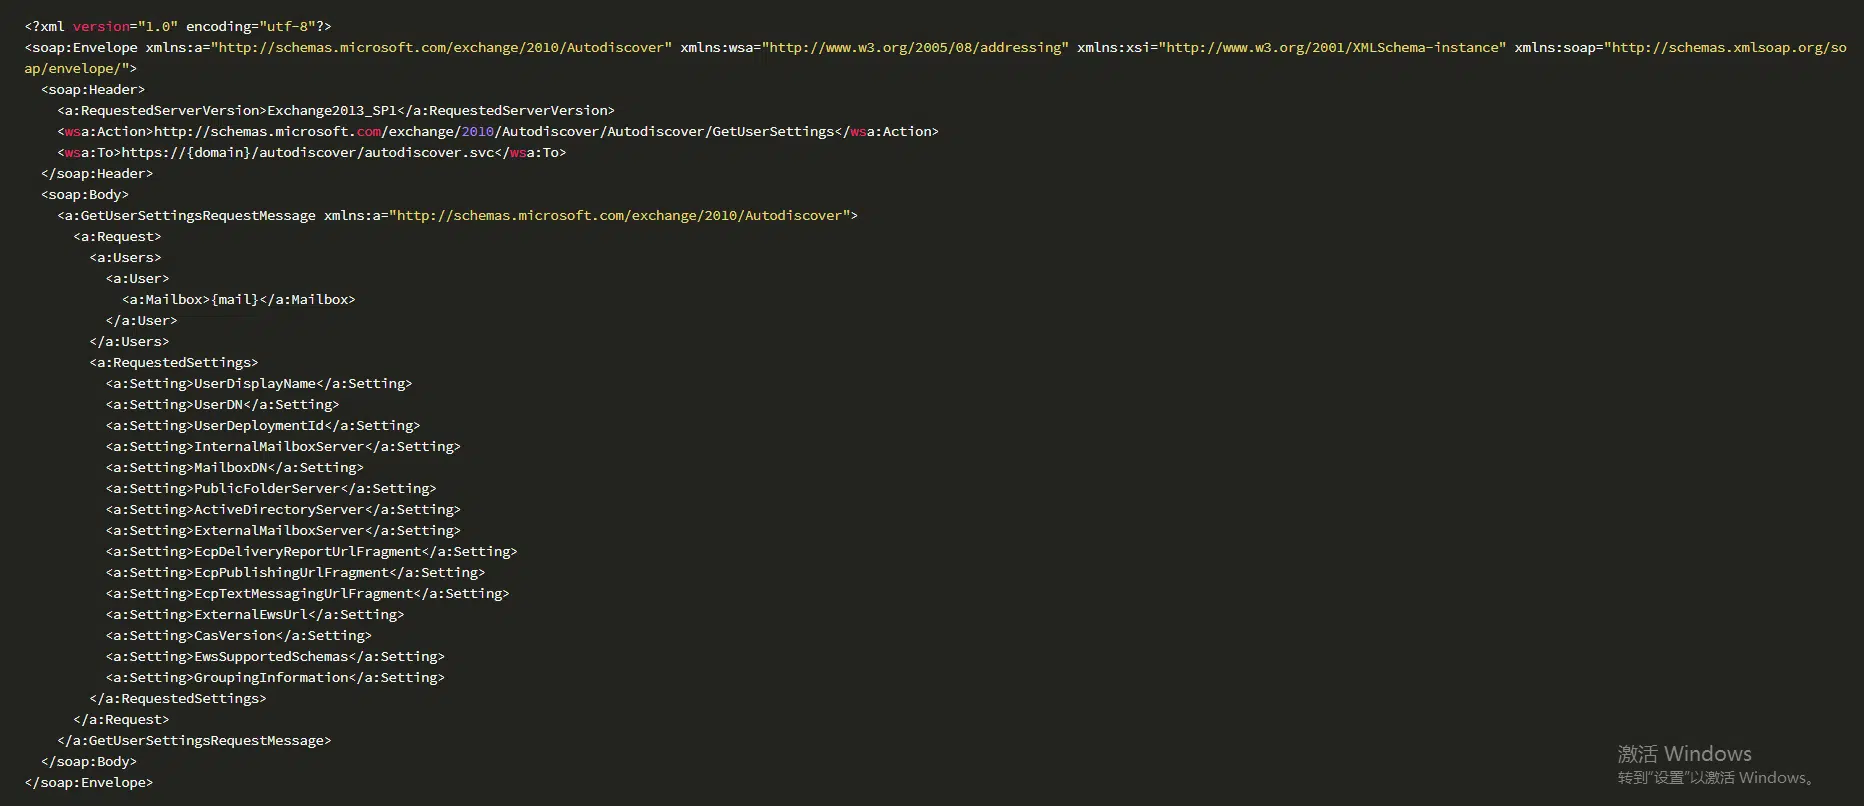 <?xml version="1.0" encoding="utf-8"?>
<soap:Envelope xmlns:a="http://schemas.microsoft.com/exchange/2010/Autodiscover" xmlns:wsa="http://www.w3.org/2005/08/addressing" xmlns:xsi="http://www.w3.org/2001/XMLSchema-instance" xmlns:soap="http://schemas.xmlsoap.org/so
ap/envelope/">
  <soap:Header>
    <a:RequestedServerVersion>Exchange2013_SP1</a:RequestedServerVersion>
    <wsa:Action>http://schemas.microsoft.com/exchange/2010/Autodiscover/Autodiscover/GetUserSettings</wsa:Action>
    <wsa:To>https://{domain}/autodiscover/autodiscover.svc</wsa:To>
  </soap:Header>
  <soap:Body>
    <a:GetUserSettingsRequestMessage xmlns:a="http://schemas.microsoft.com/exchange/2010/Autodiscover">
      <a:Request>
        <a:Users>
          <a:User>
            <a:Mailbox>{mail}</a:Mailbox>
          </a:User>
        </a:Users>
        <a:RequestedSettings>
          <a:Setting>UserDisplayName</a:Setting>
          <a:Setting>UserDN</a:Setting>
          <a:Setting>UserDeploymentId</a:Setting>
          <a:Setting>InternalMailboxServer</a:Setting>
          <a:Setting>MailboxDN</a:Setting>
          <a:Setting>PublicFolderServer</a:Setting>
          <a:Setting>ActiveDirectoryServer</a:Setting>
          <a:Setting>ExternalMailboxServer</a:Setting>
          <a:Setting>EcpDeliveryReportUrlFragment</a:Setting>
          <a:Setting>EcpPublishingUrlFragment</a:Setting>
          <a:Setting>EcpTextMessagingUrlFragment</a:Setting>
          <a:Setting>ExternalEwsUrl</a:Setting>
          <a:Setting>CasVersion</a:Setting>
          <a:Setting>EwsSupportedSchemas</a:Setting>
          <a:Setting>GroupingInformation</a:Setting>
        </a:RequestedSettings>
      </a:Request>
    </a:GetUserSettingsRequestMessage>
  </soap:Body>
</soap:Envelope>
激活 Windows
转到“设置”以激活 Windows。